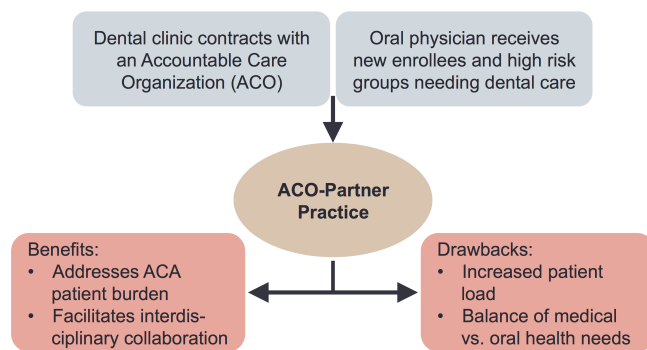 Dental clinic contracts with
an Accountable Care
Organization (ACO)
Oral physician receives
new enrollees and high risk
groups needing dental care
ACO-Partner
Practice
Benefits:
• Addresses ACA
patient burden
• Facilitates interdis-
ciplinary collaboration
Drawbacks:
• Increased patient
load
• Balance of medical
vs. oral health needs